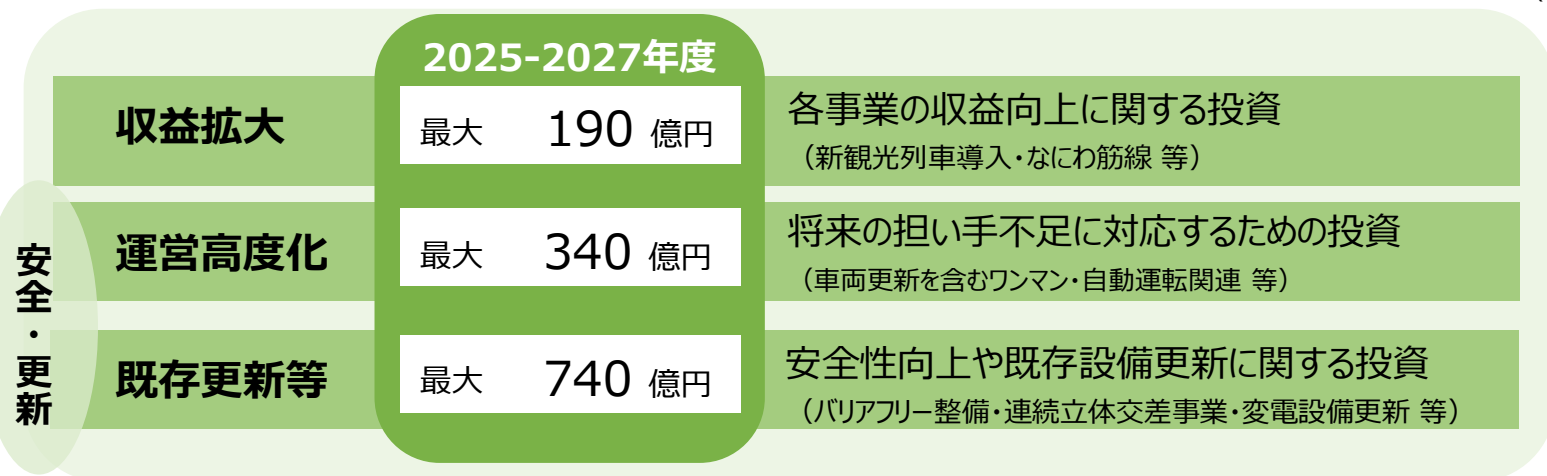 2025-2027年度
収益拡大
最大 190 億円
各事業の収益向上に関する投資
（新観光列車導入・なにわ筋線 等）
安全・更新
運営高度化
最大 340 億円
将来の担い手不足に対応するための投資
（車両更新を含むワンマン・自動運転関連 等）
既存更新等
最大 740 億円
安全性向上や既存設備更新に関する投資
（バリアフリー整備・連続立体交差事業・変電設備更新 等）